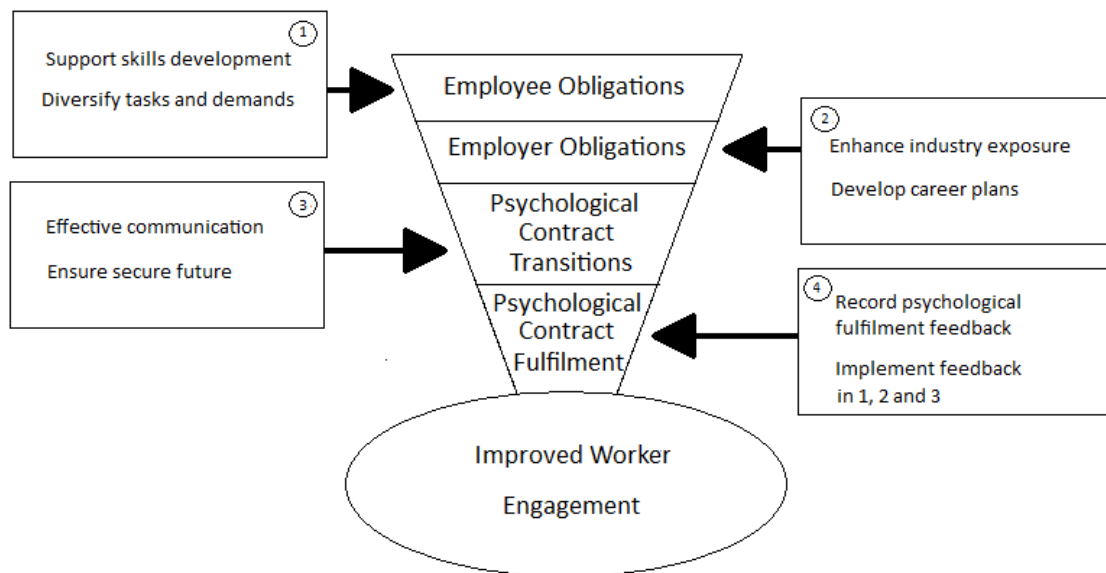 1
Support skills development
Diversify tasks and demands
Employee Obligations
Employer Obligations
2
Enhance industry exposure
Develop career plans
3
Effective communication
Ensure secure future
Psychological
Contract
Transitions
Psychological
Contract
Fulfilment
4
Record psychological
fulfilment feedback
Implement feedback
in 1, 2 and 3
Improved Worker
Engagement